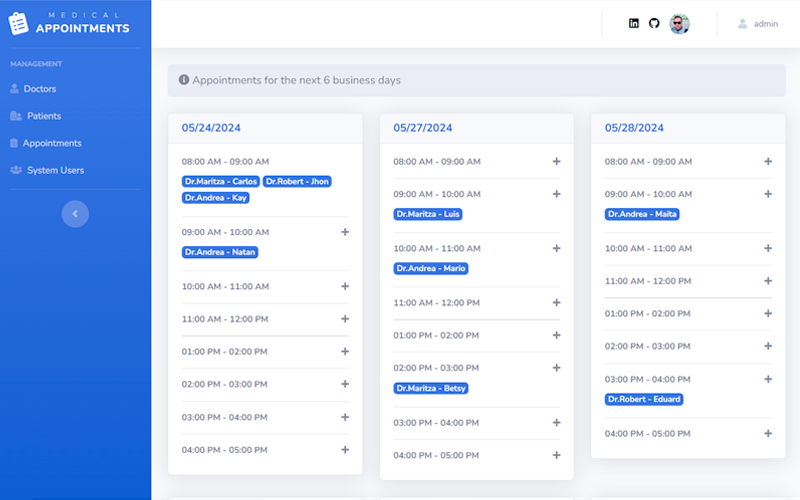 MEDICAL
APPOINTMENTS
admin
MANAGEMENT
Doctors
Patients
Appointments
System Users
Appointments for the next 6 business days
05/24/2024
08:00 AM - 09:00 AM
Dr.Maritza - Carlos Dr.Robert - Jhon
Dr.Andrea - Kay
09:00 AM - 10:00 AM +
Dr.Andrea - Natan
10:00 AM - 11:00 AM +
11:00 AM - 12:00 PM +
01:00 PM - 02:00 PM +
02:00 PM - 03:00 PM +
03:00 PM - 04:00 PM +
04:00 PM - 05:00 PM +
05/27/2024
08:00 AM - 09:00 AM +
09:00 AM - 10:00 AM +
Dr.Maritza - Luis
10:00 AM - 11:00 AM +
Dr.Andrea - Mario
11:00 AM - 12:00 PM +
01:00 PM - 02:00 PM +
02:00 PM - 03:00 PM +
Dr.Maritza - Betsy
03:00 PM - 04:00 PM +
04:00 PM - 05:00 PM +
05/28/2024
08:00 AM - 09:00 AM +
09:00 AM - 10:00 AM +
Dr.Andrea - Maita
10:00 AM - 11:00 AM +
11:00 AM - 12:00 PM +
01:00 PM - 02:00 PM +
02:00 PM - 03:00 PM +
03:00 PM - 04:00 PM +
Dr.Robert - Eduard
04:00 PM - 05:00 PM +